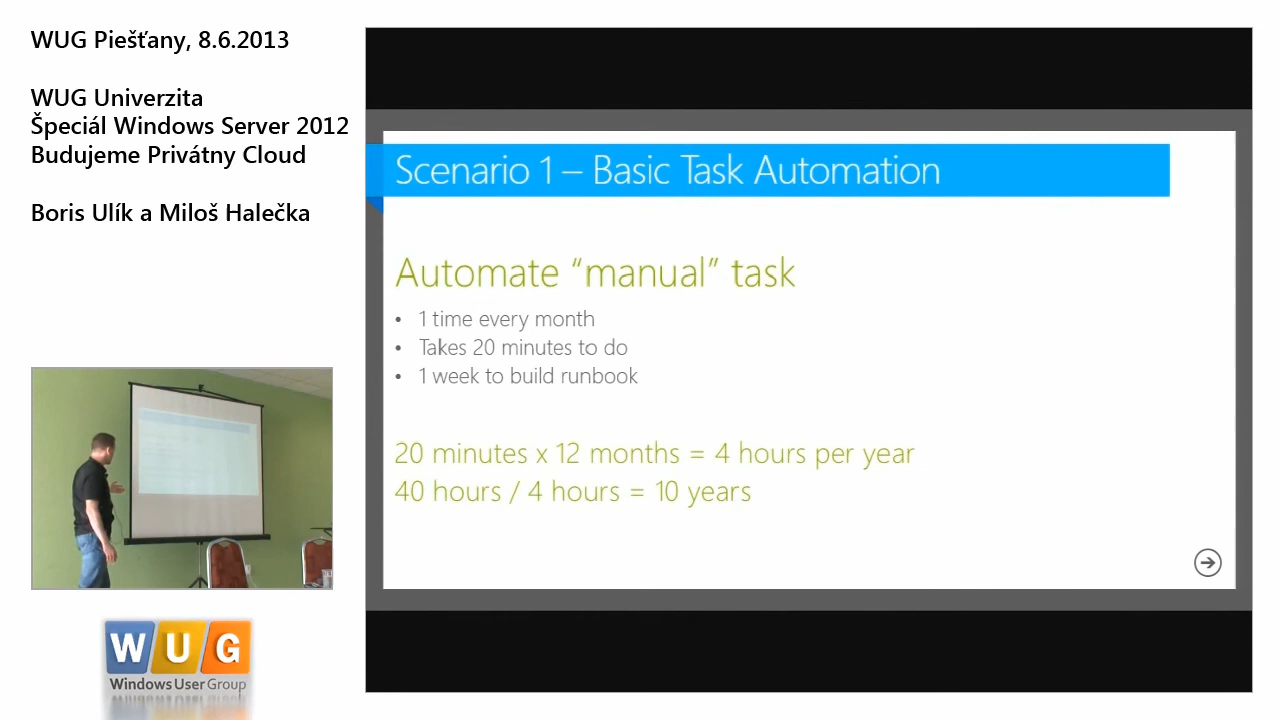 WUG Piešťany, 8.6.2013
WUG Univerzita
Špeciál Windows Server 2012
Budujeme Privátny Cloud
Boris Ulík a Miloš Halečka
Scenario 1 – Basic Task Automation
Automate “manual” task
• 1 time every month
• Takes 20 minutes to do
• 1 week to build runbook
20 minutes x 12 months = 4 hours per year
40 hours / 4 hours = 10 years
WUG
Windows User Group